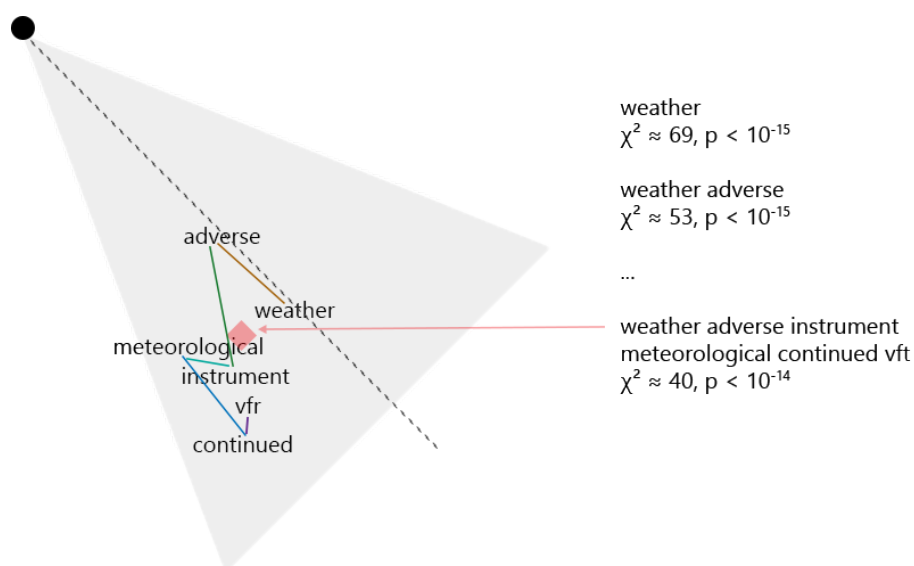 adverse
weather
meteorological
instrument
vfr
continued
weather
χ² ≈ 69, p < 10⁻¹⁵
weather adverse
χ² ≈ 53, p < 10⁻¹⁵
...
weather adverse instrument
meteorological continued vft
χ² ≈ 40, p < 10⁻¹⁴